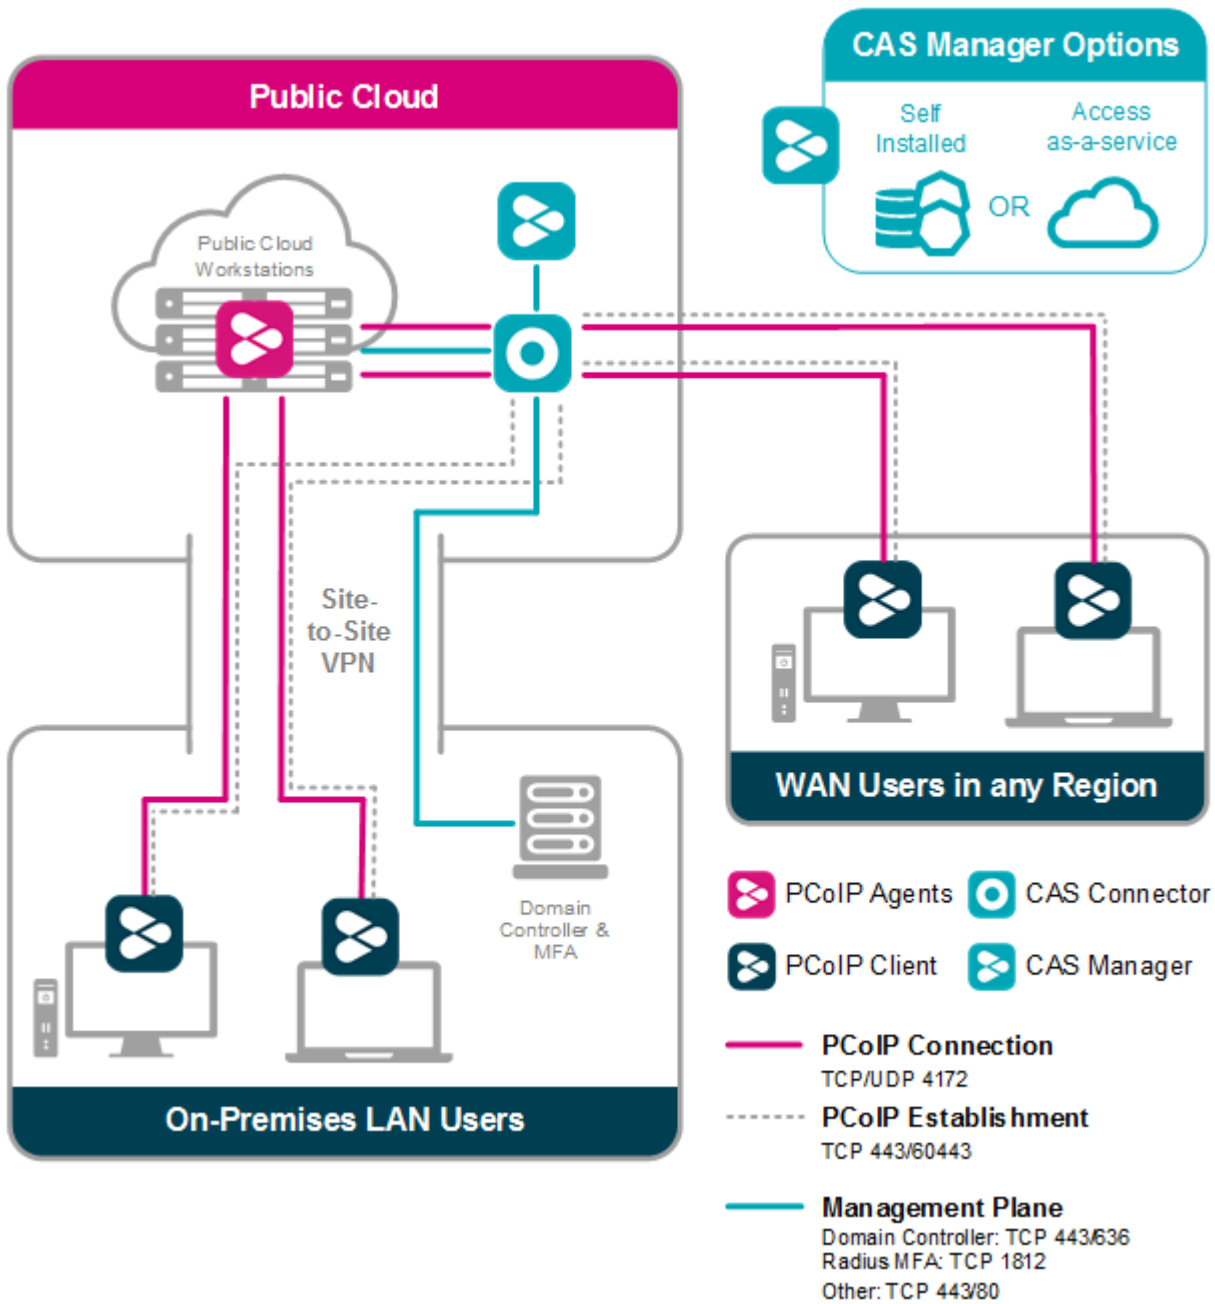 CAS Manager Options
Self
Installed
OR
Access
as-a-service
Public Cloud
Public Cloud
Workstations
Site-
to-Site
VPN
Domain
Controller &
MFA
On-Premises LAN Users
WAN Users in any Region
PCoIP Agents
CAS Connector
PCoIP Client
CAS Manager
PCoIP Connection
TCP/UDP 4172
PCoIP Establishment
TCP 443/60443
Management Plane
Domain Controller: TCP 443/636
Radius MFA: TCP 1812
Other: TCP 443/80